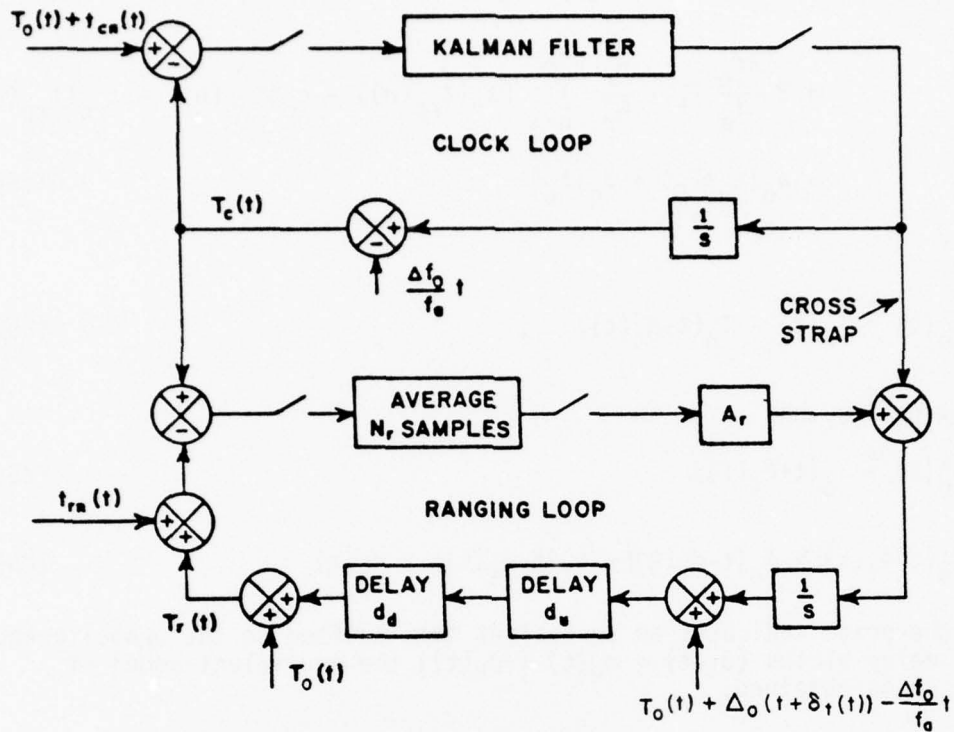 T₀(t) + t_cn(t)
+
-
KALMAN FILTER
CLOCK LOOP
T_c(t)
+
-
1/S
Δf₀/f_a t
CROSS
STRAP
+
-
AVERAGE
N_r SAMPLES
A_r
-
+
t_rn(t)
+
+
RANGING LOOP
T_r(t)
+
+
DELAY
d_d
DELAY
d_u
+
+
1/S
T₀(t)
T₀(t) + Δ₀(t + δ_t(t)) - Δf₀/f_a t